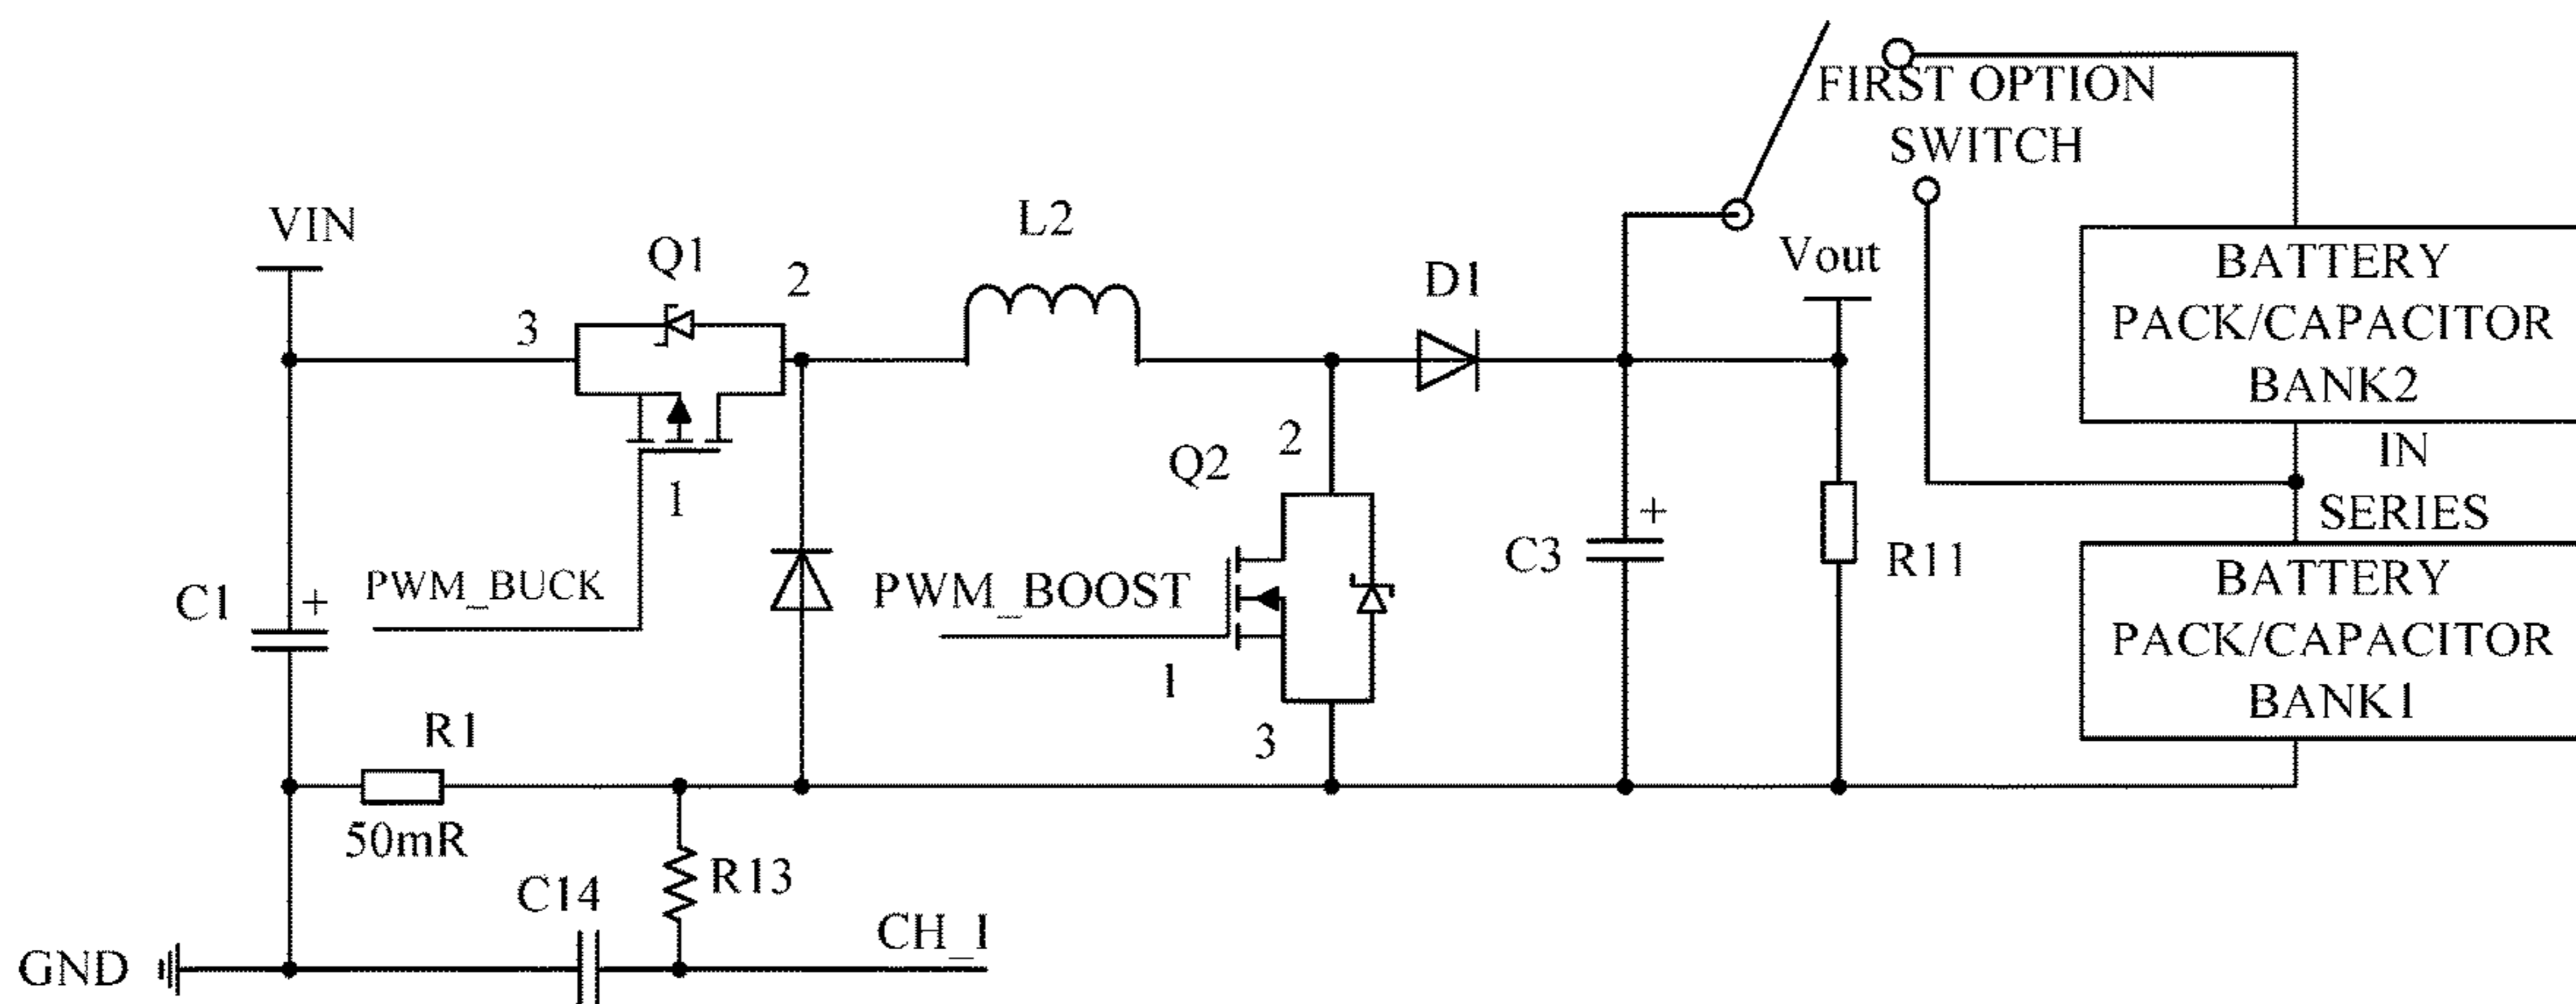 FIRST OPTION
SWITCH
VIN
Q1
2
L2
D1
Vout
3
BATTERY
PACK/CAPACITOR
BANK2
IN
SERIES
1
Q2
2
+
C3
R11
C1
+
PWM_BUCK
PWM_BOOST
1
3
BATTERY
PACK/CAPACITOR
BANK1
R1
50mR
C14
R13
CH_I
GND